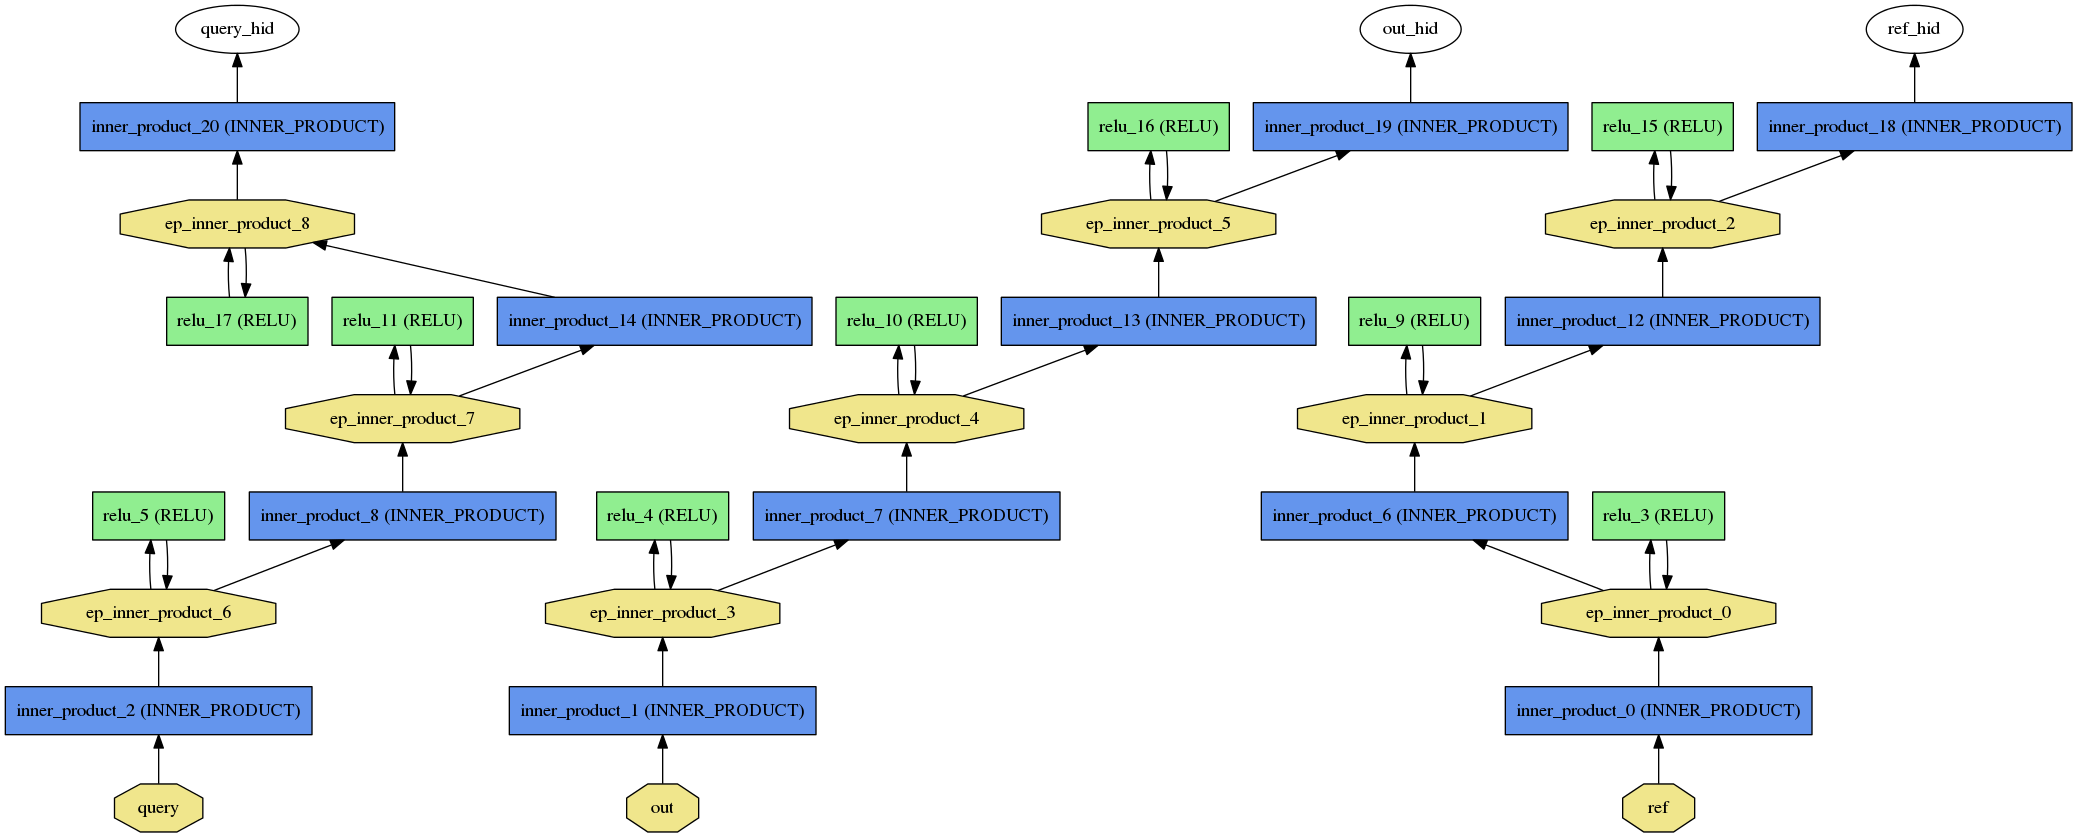 query_hid
out_hid
ref_hid
inner_product_20 (INNER_PRODUCT)
relu_16 (RELU)
inner_product_19 (INNER_PRODUCT)
relu_15 (RELU)
inner_product_18 (INNER_PRODUCT)
ep_inner_product_8
ep_inner_product_5
ep_inner_product_2
relu_17 (RELU)
relu_11 (RELU)
inner_product_14 (INNER_PRODUCT)
relu_10 (RELU)
inner_product_13 (INNER_PRODUCT)
relu_9 (RELU)
inner_product_12 (INNER_PRODUCT)
ep_inner_product_7
ep_inner_product_4
ep_inner_product_1
relu_5 (RELU)
inner_product_8 (INNER_PRODUCT)
relu_4 (RELU)
inner_product_7 (INNER_PRODUCT)
inner_product_6 (INNER_PRODUCT)
relu_3 (RELU)
ep_inner_product_6
ep_inner_product_3
ep_inner_product_0
inner_product_2 (INNER_PRODUCT)
inner_product_1 (INNER_PRODUCT)
inner_product_0 (INNER_PRODUCT)
query
out
ref